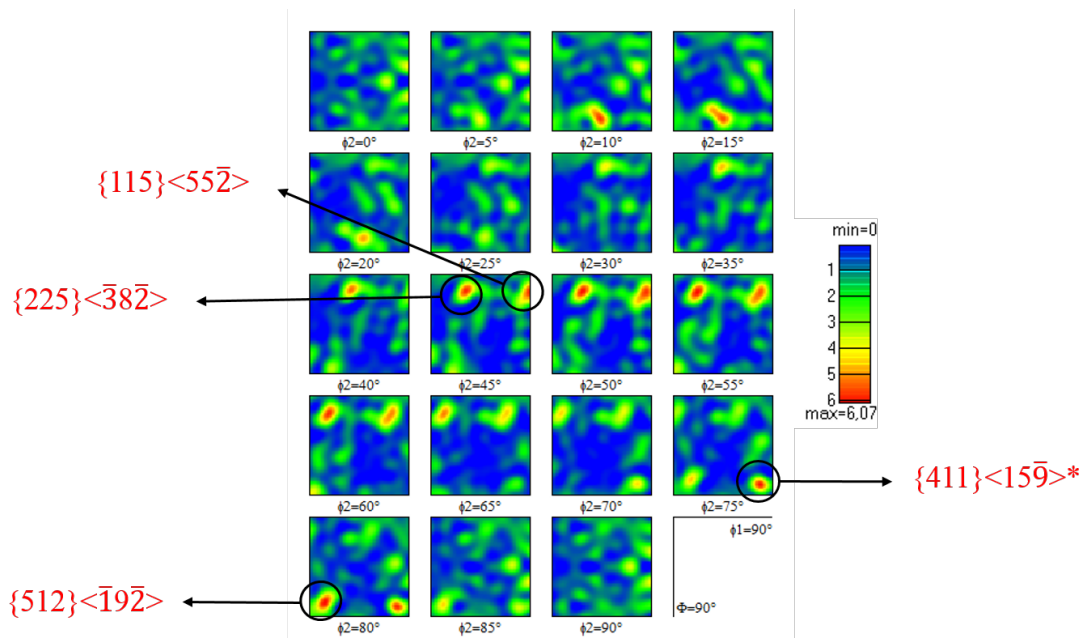 ϕ2=0° ϕ2=5° ϕ2=10° ϕ2=15°
{115}<552̅>
ϕ2=20° ϕ2=25° ϕ2=30° ϕ2=35°
min=0
1
2
3
4
5
6
max=6,07
{225}<3̅82̅>
ϕ2=40° ϕ2=45° ϕ2=50° ϕ2=55°
{411}<159̅>*
ϕ2=60° ϕ2=65° ϕ2=70° ϕ2=75°
ϕ1=90°
Φ=90°
{512}<1̅92̅>
ϕ2=80° ϕ2=85° ϕ2=90°